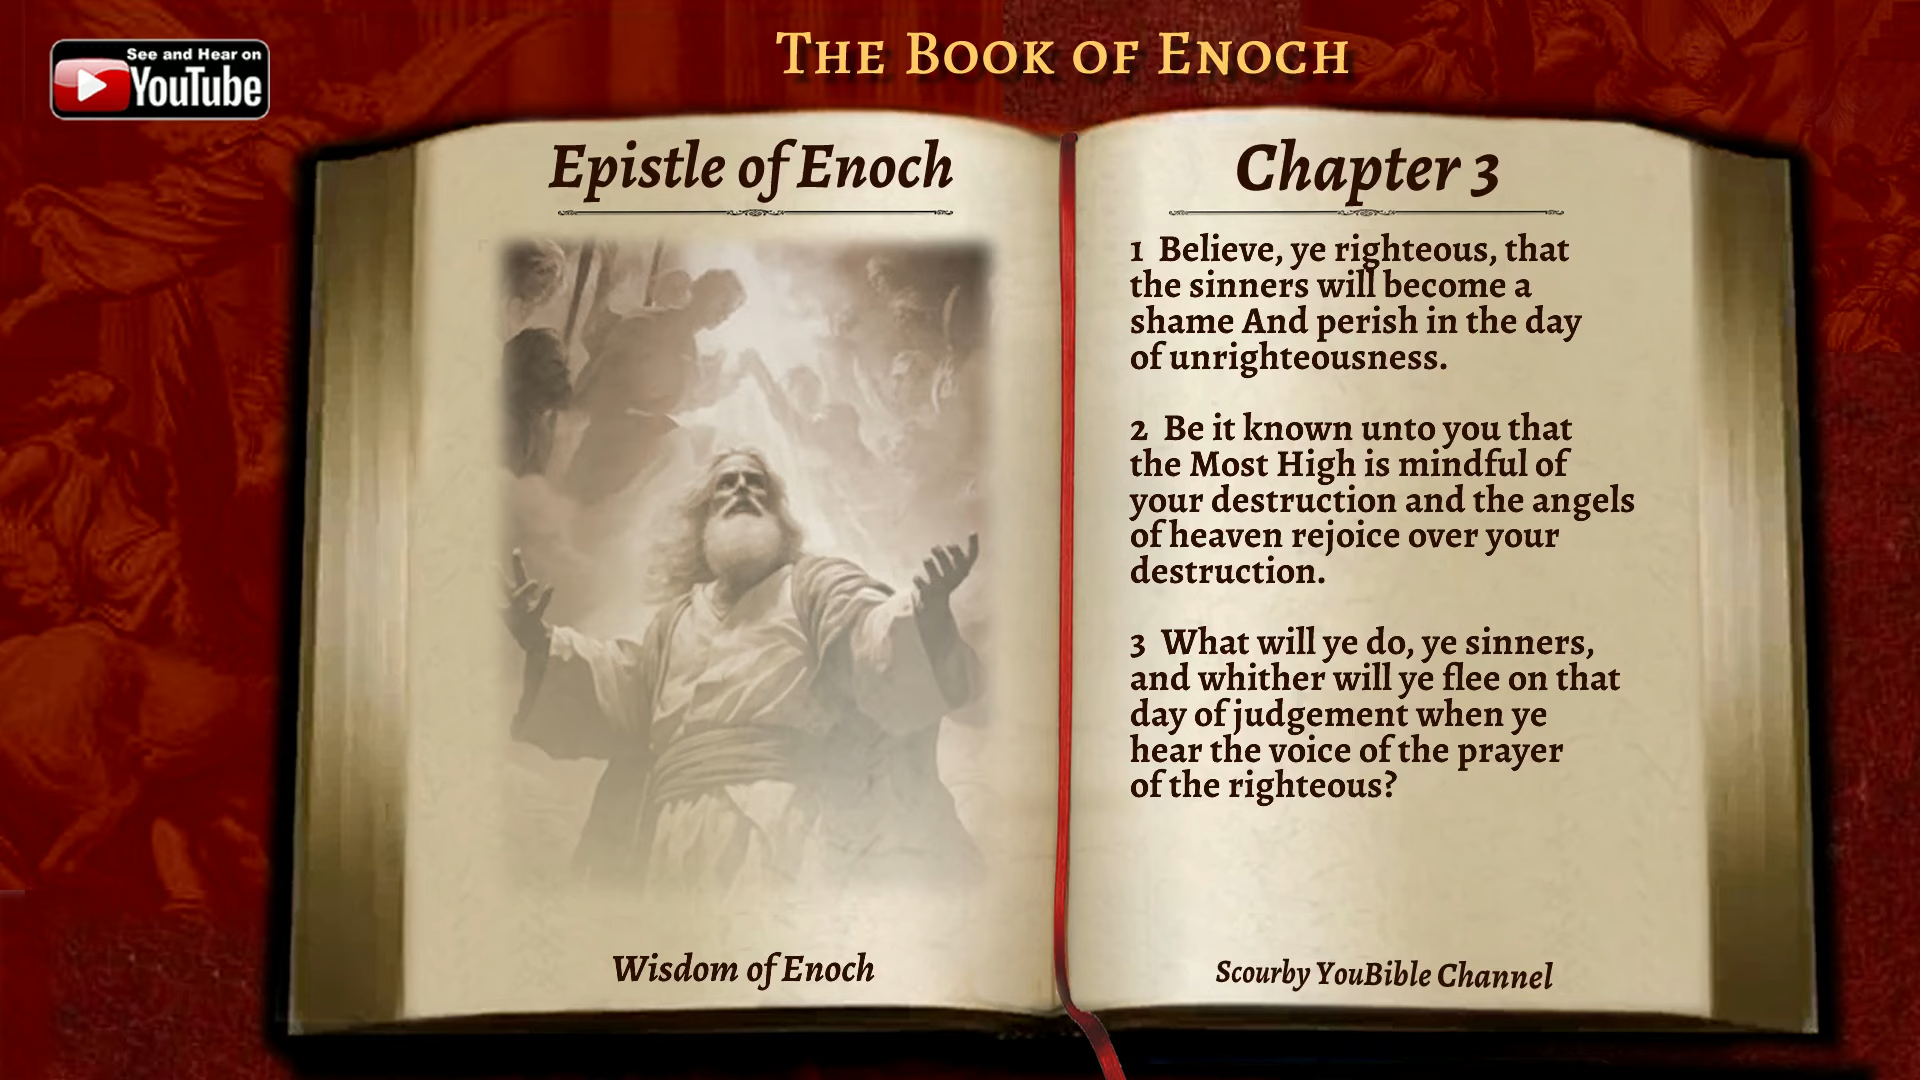 See and Hear on
YouTube
The Book of Enoch
Epistle of Enoch
Wisdom of Enoch
Chapter 3
1 Believe, ye righteous, that
the sinners will become a
shame And perish in the day
of unrighteousness.
2 Be it known unto you that
the Most High is mindful of
your destruction and the angels
of heaven rejoice over your
destruction.
3 What will ye do, ye sinners,
and whither will ye flee on that
day of judgement when ye
hear the voice of the prayer
of the righteous?
Scourby YouBible Channel